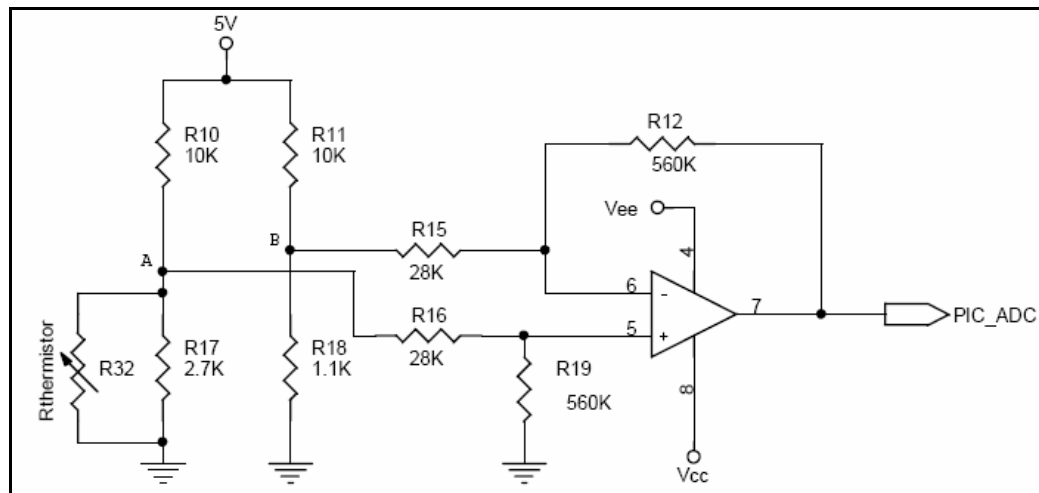 5V
R10
10K
R11
10K
R12
560K
Vee
R15
28K
B
A
4
6
-
7
5
+
PIC_ADC
R16
28K
Rthermistor
R32
R17
2.7K
R18
1.1K
R19
560K
8
Vcc